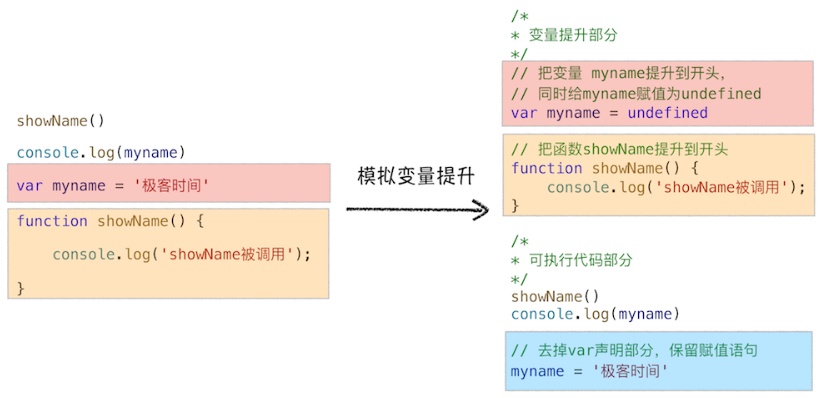 showName()
console.log(myname)
var myname = '极客时间'
function showName() {
console.log('showName被调用');
}
模拟变量提升
/*
* 变量提升部分
*/
// 把变量 myname提升到开头，
// 同时给myname赋值为undefined
var myname = undefined
// 把函数showName提升到开头
function showName() {
console.log('showName被调用');
}
/*
* 可执行代码部分
*/
showName()
console.log(myname)
// 去掉var声明部分，保留赋值语句
myname = '极客时间'